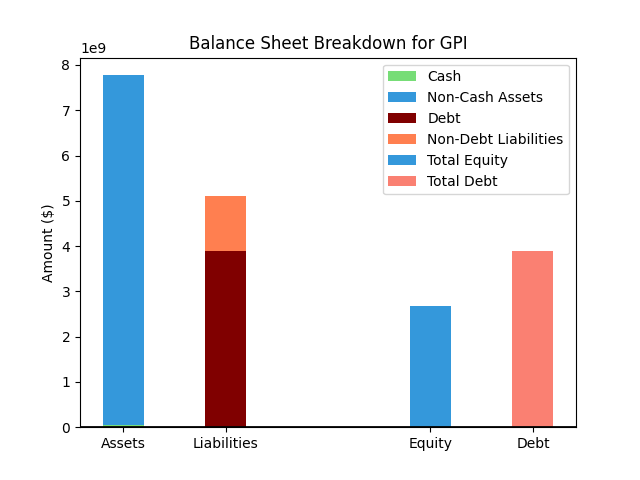 Balance Sheet Breakdown for GPI
1e9
8
7
6
5
4
3
2
1
0
Amount ($)
Cash
Non-Cash Assets
Debt
Non-Debt Liabilities
Total Equity
Total Debt
Assets
Liabilities
Equity
Debt